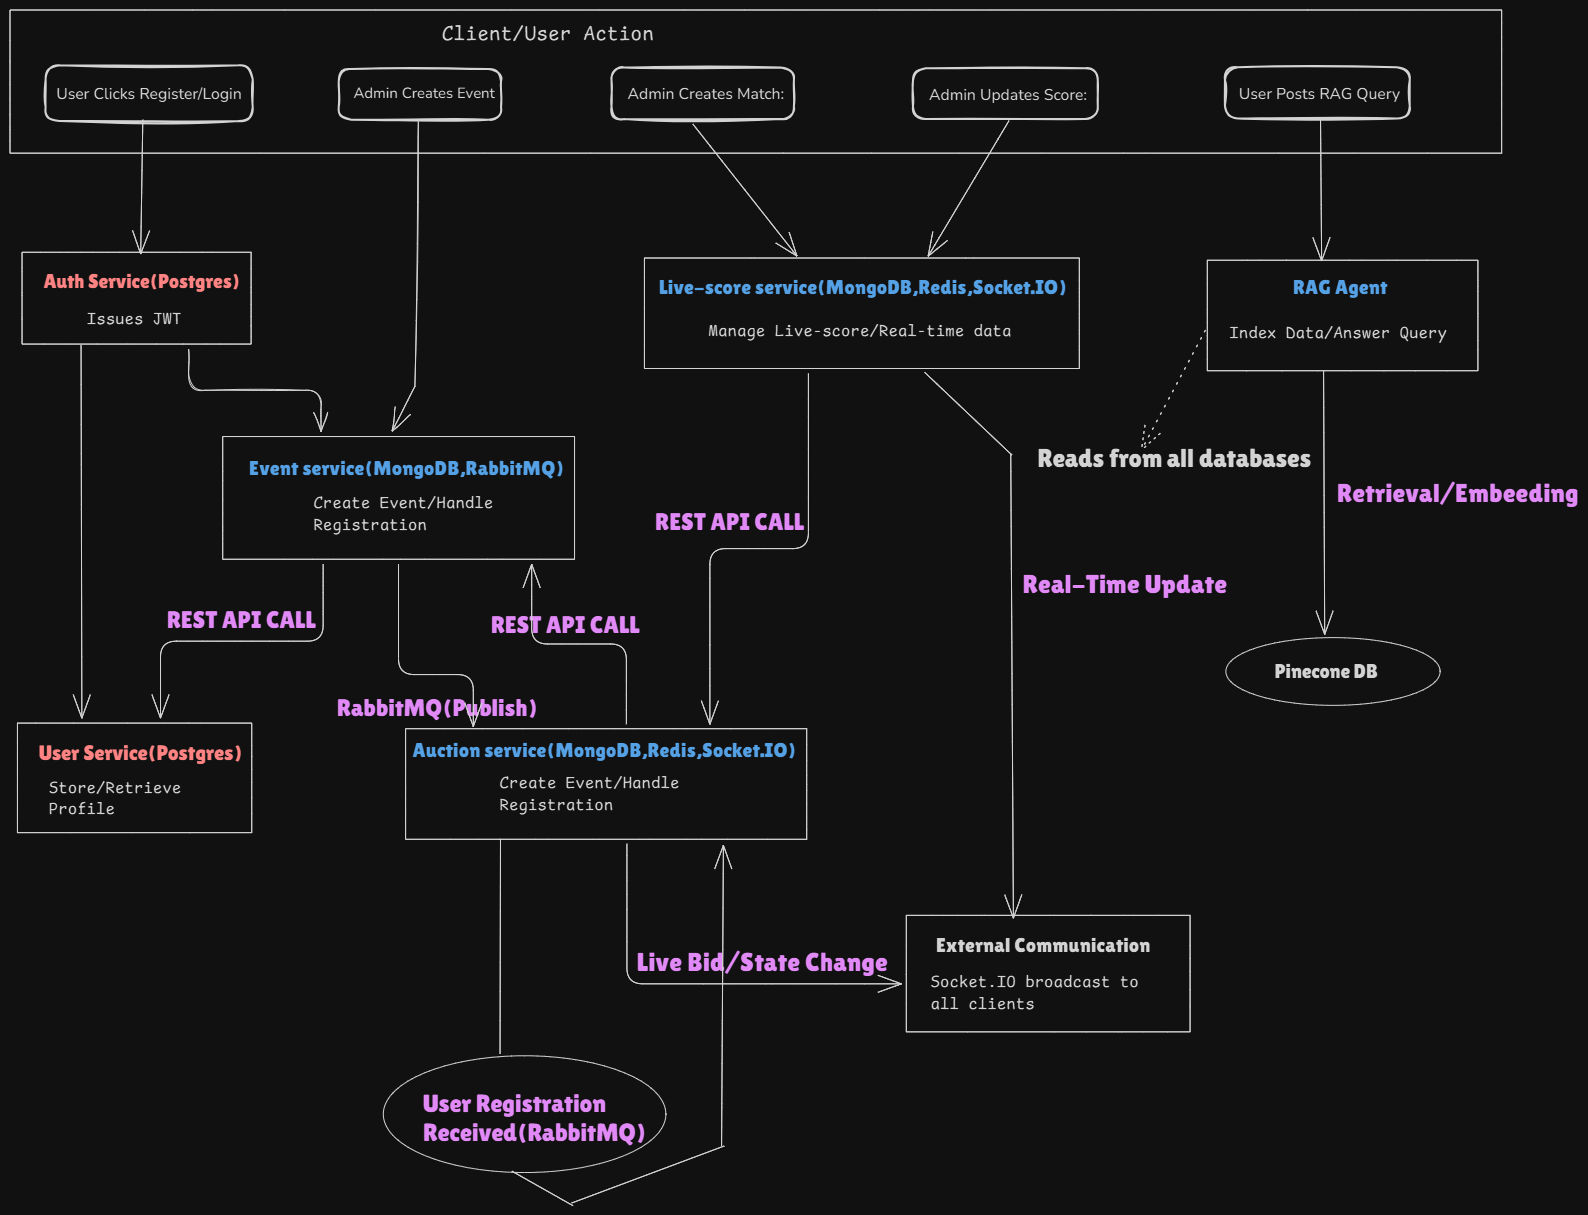 Client/User Action
User Clicks Register/Login
Admin Creates Event
Admin Creates Match:
Admin Updates Score:
User Posts RAG Query
Auth Service(Postgres)
Issues JWT
Live-score service(MongoDB,Redis,Socket.IO)
Manage Live-score/Real-time data
RAG Agent
Index Data/Answer Query
Reads from all databases
Event service(MongoDB,RabbitMQ)
Create Event/Handle
Registration
Retrieval/Embeeding
REST API CALL
Real-Time Update
REST API CALL
REST API CALL
Pinecone DB
RabbitMQ(Publish)
User Service(Postgres)
Store/Retrieve
Profile
Auction service(MongoDB,Redis,Socket.IO)
Create Event/Handle
Registration
Live Bid/State Change
External Communication
Socket.IO broadcast to
all clients
User Registration
Received(RabbitMQ)